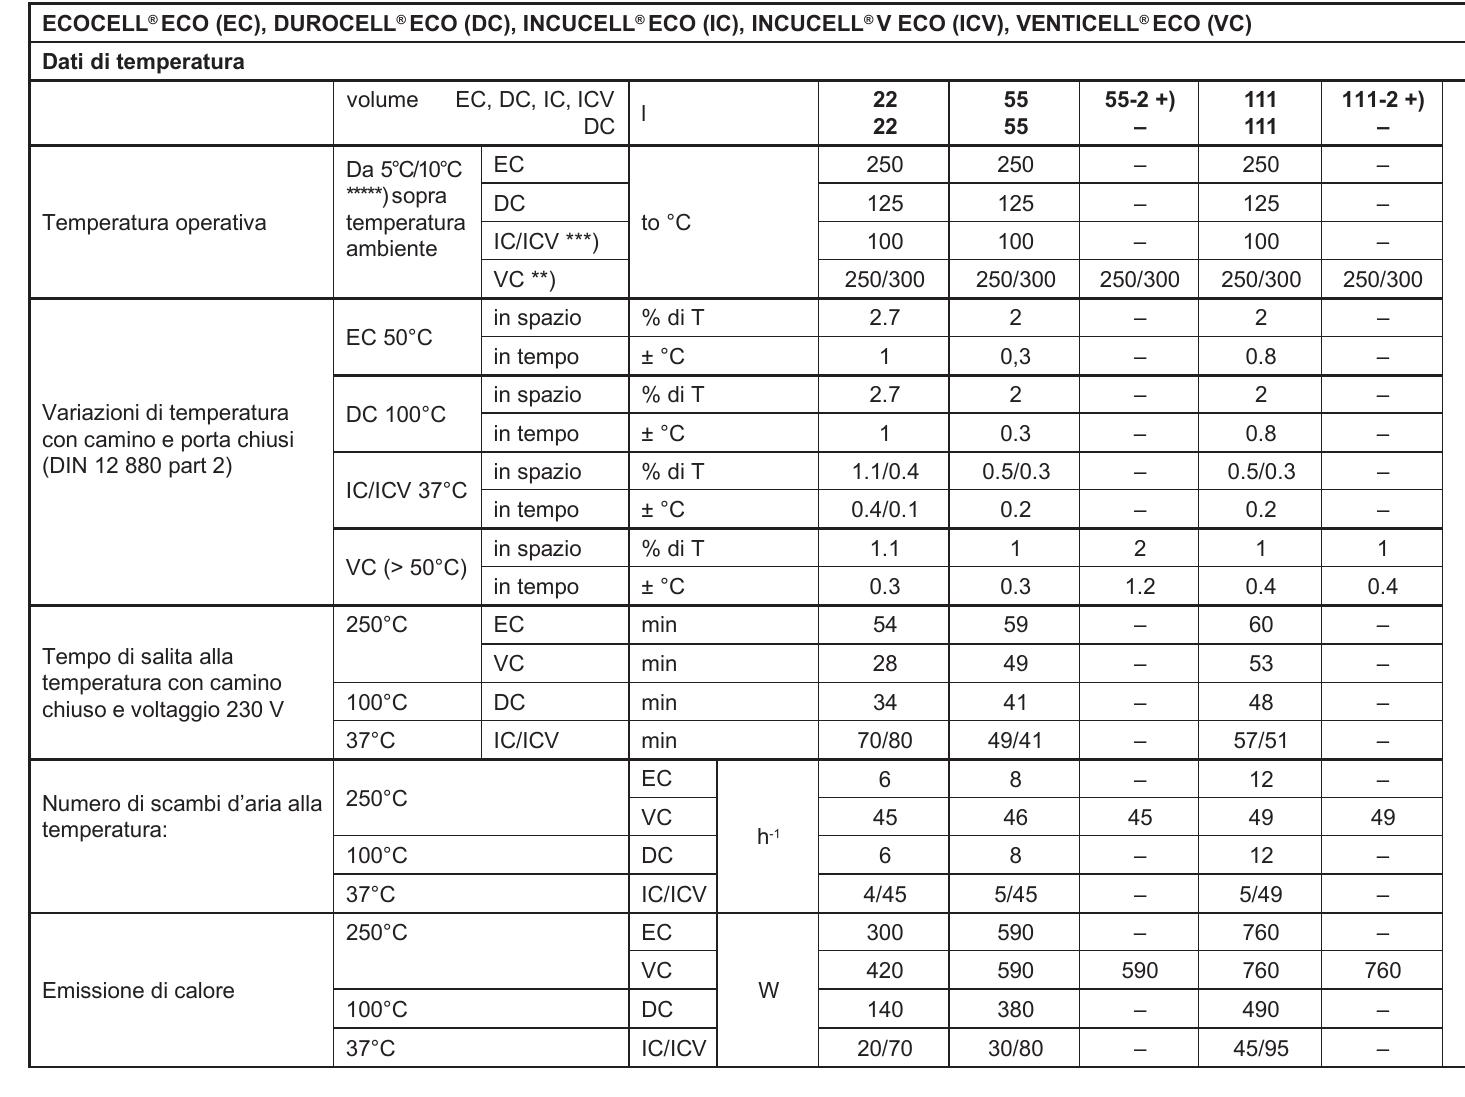 ECOCELL® ECO (EC), DUROCELL® ECO (DC), INCUCELL® ECO (IC), INCUCELL® V ECO (ICV), VENTICELL® ECO (VC)
Dati di temperatura
volume EC, DC, IC, ICV l 22 55 55-2 +) 111 111-2 +)
DC 22 55 – 111 –
Temperatura operativa
Da 5°C/10°C
*****) sopra
temperatura
ambiente
to °C
EC 250 250 – 250 –
DC 125 125 – 125 –
IC/ICV ***) 100 100 – 100 –
VC **) 250/300 250/300 250/300 250/300 250/300
Variazioni di temperatura
con camino e porta chiusi
(DIN 12 880 part 2)
EC 50°C
in spazio % di T 2.7 2 – 2 –
in tempo ± °C 1 0,3 – 0.8 –
DC 100°C
in spazio % di T 2.7 2 – 2 –
in tempo ± °C 1 0.3 – 0.8 –
IC/ICV 37°C
in spazio % di T 1.1/0.4 0.5/0.3 – 0.5/0.3 –
in tempo ± °C 0.4/0.1 0.2 – 0.2 –
VC (> 50°C)
in spazio % di T 1.1 1 2 1 1
in tempo ± °C 0.3 0.3 1.2 0.4 0.4
Tempo di salita alla
temperatura con camino
chiuso e voltaggio 230 V
250°C EC min 54 59 – 60 –
VC min 28 49 – 53 –
100°C DC min 34 41 – 48 –
37°C IC/ICV min 70/80 49/41 – 57/51 –
Numero di scambi d’aria alla
temperatura:
250°C
h-1
EC 6 8 – 12 –
VC 45 46 45 49 49
100°C DC 6 8 – 12 –
37°C IC/ICV 4/45 5/45 – 5/49 –
Emissione di calore
W
250°C EC 300 590 – 760 –
VC 420 590 590 760 760
100°C DC 140 380 – 490 –
37°C IC/ICV 20/70 30/80 – 45/95 –